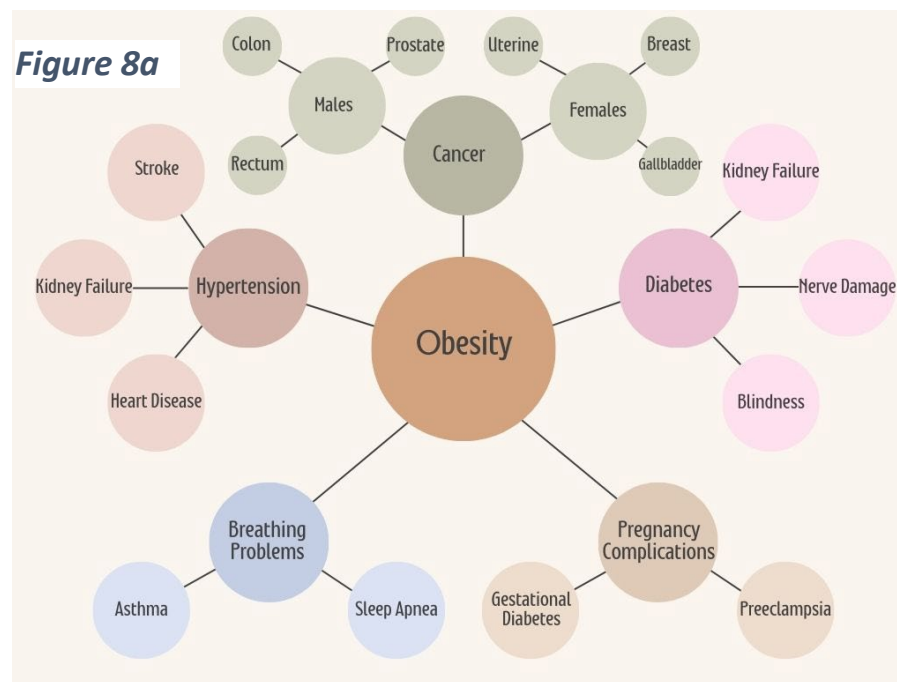 Figure 8a
Colon
Prostate
Uterine
Breast
Males
Females
Cancer
Rectum
Gallbladder
Stroke
Kidney Failure
Hypertension
Diabetes
Kidney Failure
Nerve Damage
Obesity
Heart Disease
Blindness
Breathing
Problems
Pregnancy
Complications
Asthma
Sleep Apnea
Gestational
Diabetes
Preeclampsia